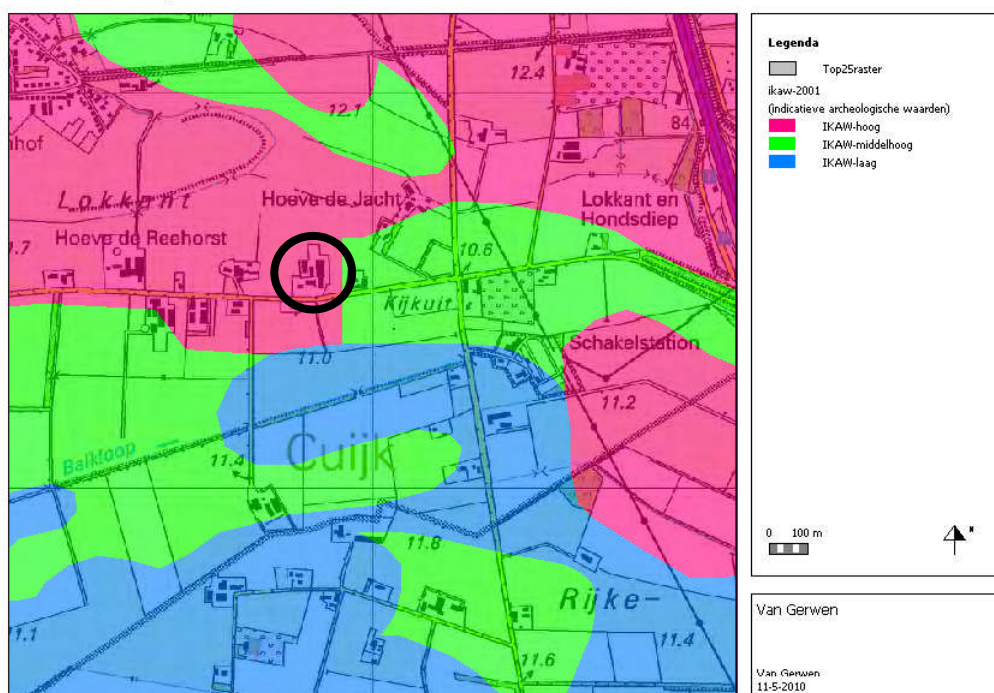 12.4
12.1
84
hof
Lokkant
Hoeve de Jacht
Lokkant en
Hondsdiep
Hoeve de Reehorst
.7
10.6
Kijkuit
Schakelstation
11.0
11.2
Cuijk
Balkloop
11.4
11.8
Rijke-
11.1
11.4
11.6
Legenda
Top25raster
ikaw-2001
(indicatieve archeologische waarden)
IKAW-hoog
IKAW-middelhoog
IKAW-laag
0 100 m
Van Gerwen
Van Gerwen
11-5-2010